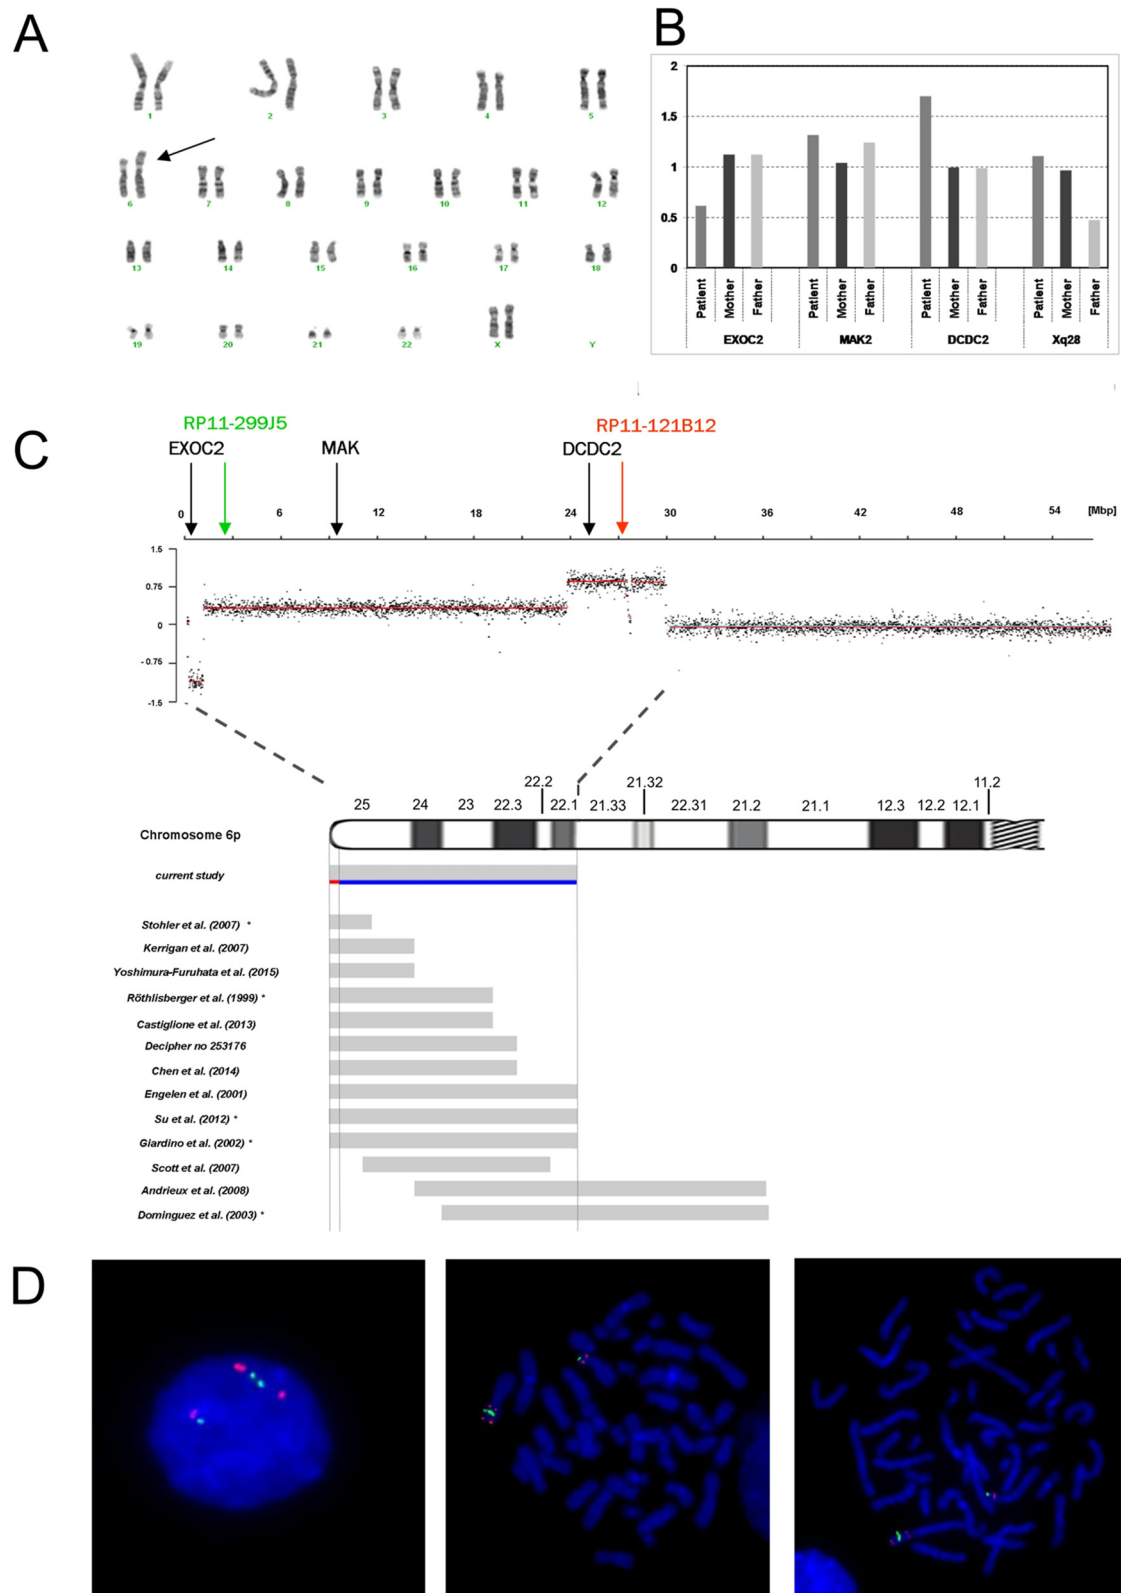 A
1 2 3 4 5
6 7 8 9 10 11 12
13 14 15 16 17 18
19 20 21 22 X Y
B
2
1.5
1
0.5
0
Patient Mother Father Patient Mother Father Patient Mother Father Patient Mother Father
EXOC2 MAK2 DCDC2 Xq28
C
RP11-299J5 RP11-121B12
EXOC2 MAK DCDC2
0 6 12 18 24 30 36 42 48 54 [Mbp]
1.5
0.75
0
-0.75
-1.5
22.2 21.32 11.2
25 24 23 22.3 22.1 21.33 22.31 21.2 21.1 12.3 12.2 12.1
Chromosome 6p
current study
Stohler et al. (2007) *
Kerrigan et al. (2007)
Yoshimura-Furuhata et al. (2015)
Röthlisberger et al. (1999) *
Castiglione et al. (2013)
Decipher no 253176
Chen et al. (2014)
Engelen et al. (2001)
Su et al. (2012) *
Giardino et al. (2002) *
Scott et al. (2007)
Andrieux et al. (2008)
Dominguez et al. (2003) *
D